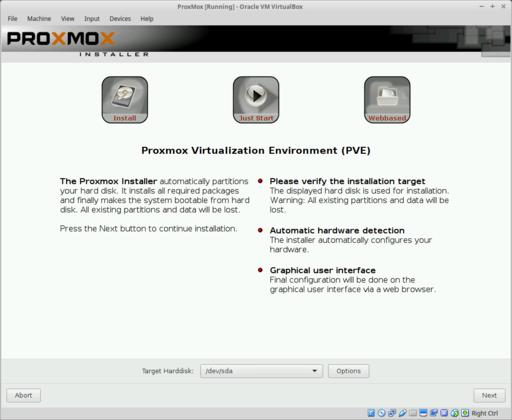 ProxMox [Running] - Oracle VM VirtualBox
File Machine View Input Devices Help
PROXMOX
INSTALLER
Install Just Start Webbased
Proxmox Virtualization Environment (PVE)
The Proxmox Installer automatically partitions
your hard disk. It installs all required packages
and finally makes the system bootable from hard
disk. All existing partitions and data will be lost.
Press the Next button to continue installation.
Please verify the installation target
The displayed hard disk is used for installation.
Warning: All existing partitions and data will be
lost.
Automatic hardware detection
The installer automatically configures your
hardware.
Graphical user interface
Final configuration will be done on the
graphical user interface via a web browser.
Target Harddisk: /dev/sda Options
Abort Next
Right Ctrl